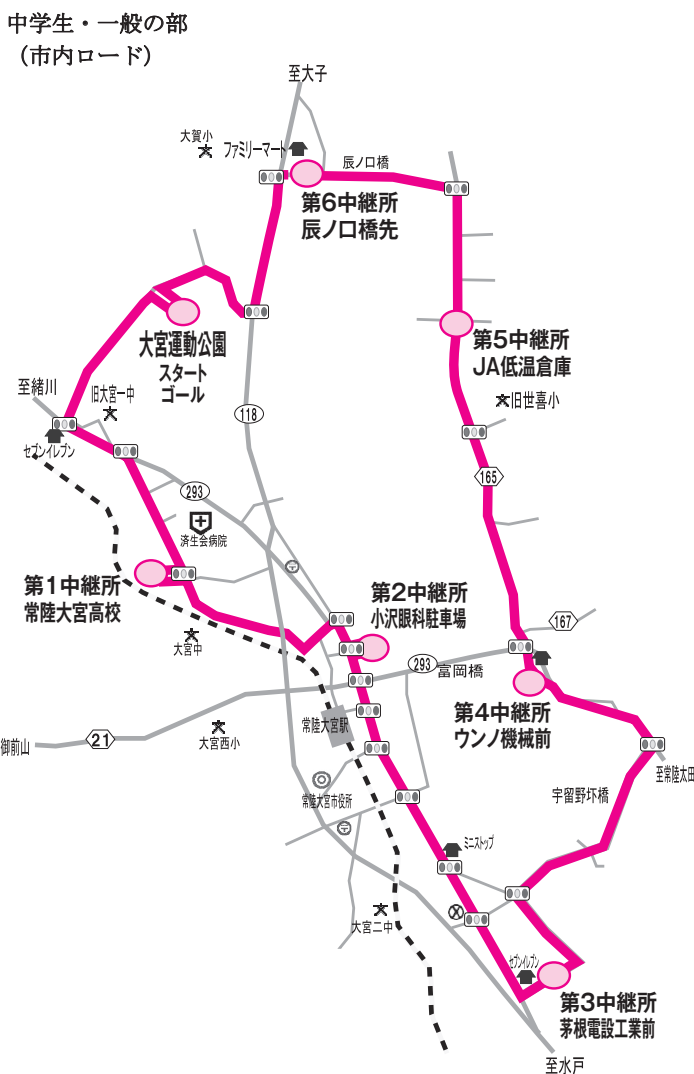 中学生・一般の部
（市内ロード）
至大子
大賀小
ファミリーマート
辰ノ口橋
第6中継所
辰ノ口橋先
大宮運動公園
スタート
ゴール
第5中継所
JA低温倉庫
至緒川
旧大宮一中
旧世喜小
118
セブンイレブン
165
293
済生会病院
第1中継所
常陸大宮高校
第2中継所
小沢眼科駐車場
167
大宮中
293
富岡橋
第4中継所
ウンノ機械前
常陸大宮駅
御前山
21
大宮西小
至常陸太田
常陸大宮市役所
宇留野圷橋
ミニストップ
大宮二中
セブンイレブン
第3中継所
茅根電設工業前
至水戸